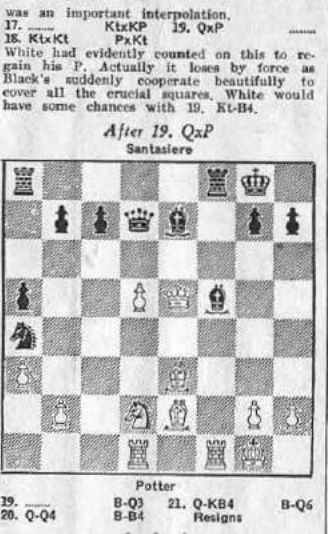 was an important interpolation.
17. ........ KtxKP 19. QxP ........
18. KtxKt PxKt
White had evidently counted on this to re-
gain his P. Actually it loses by force as
Black's suddenly cooperate beautifully to
cover all the crucial squares. White would
have some chances with 19. Kt-B4.
After 19. QxP
Santasiere
Potter
19. ........ B-Q3 21. Q-KB4 B-Q6
20. Q-Q4 B-B4 Resigns